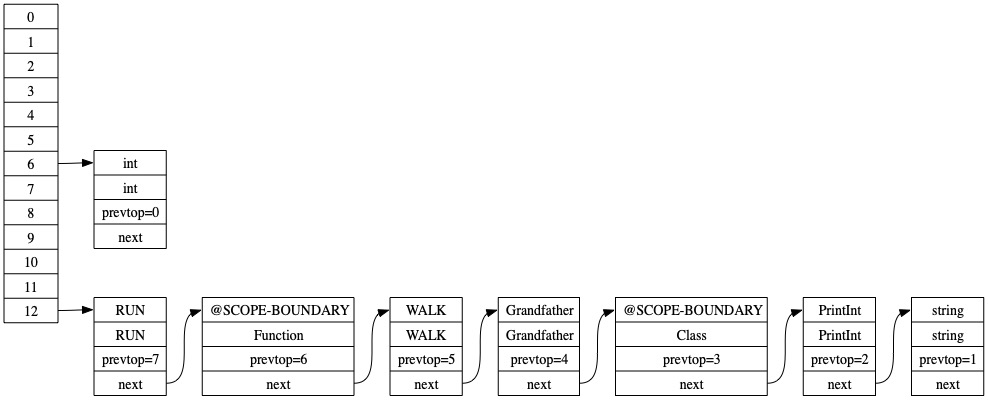 0
1
2
3
4
5
6
7
8
9
10
11
12
int
int
prevtop=0
next
RUN
RUN
prevtop=7
next
@SCOPE-BOUNDARY
Function
prevtop=6
next
WALK
WALK
prevtop=5
next
Grandfather
Grandfather
prevtop=4
next
@SCOPE-BOUNDARY
Class
prevtop=3
next
PrintInt
PrintInt
prevtop=2
next
string
string
prevtop=1
next